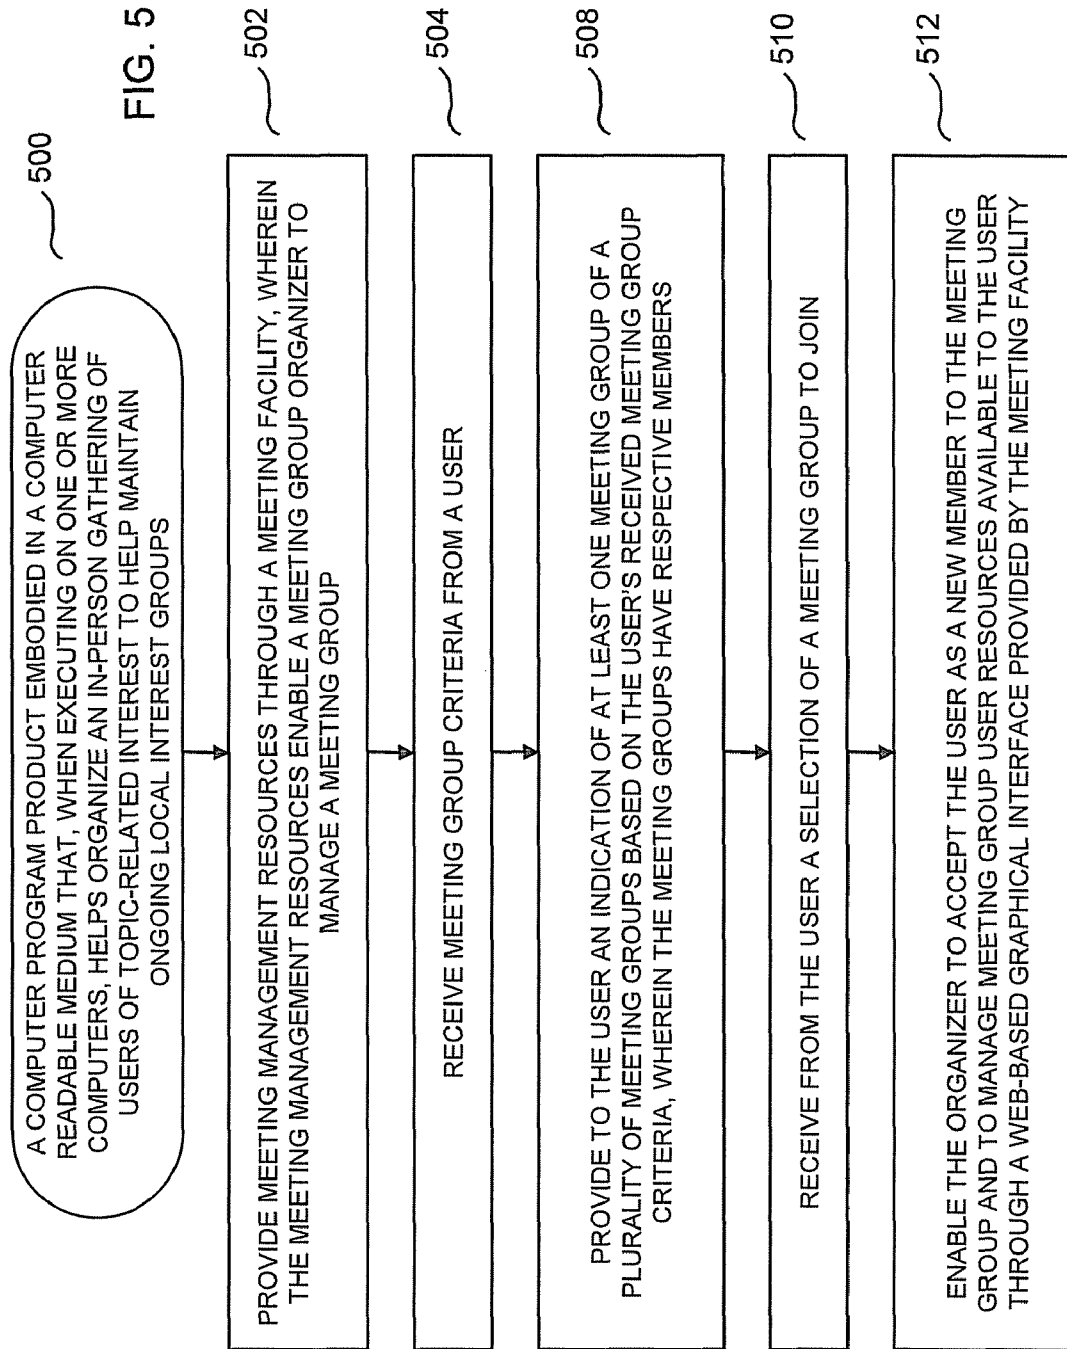 FIG. 5
500
A COMPUTER PROGRAM PRODUCT EMBODIED IN A COMPUTER
READABLE MEDIUM THAT, WHEN EXECUTING ON ONE OR MORE
COMPUTERS, HELPS ORGANIZE AN IN-PERSON GATHERING OF
USERS OF TOPIC-RELATED INTEREST TO HELP MAINTAIN
ONGOING LOCAL INTEREST GROUPS
502
PROVIDE MEETING MANAGEMENT RESOURCES THROUGH A MEETING FACILITY, WHEREIN
THE MEETING MANAGEMENT RESOURCES ENABLE A MEETING GROUP ORGANIZER TO
MANAGE A MEETING GROUP
504
RECEIVE MEETING GROUP CRITERIA FROM A USER
508
PROVIDE TO THE USER AN INDICATION OF AT LEAST ONE MEETING GROUP OF A
PLURALITY OF MEETING GROUPS BASED ON THE USER'S RECEIVED MEETING GROUP
CRITERIA, WHEREIN THE MEETING GROUPS HAVE RESPECTIVE MEMBERS
510
RECEIVE FROM THE USER A SELECTION OF A MEETING GROUP TO JOIN
512
ENABLE THE ORGANIZER TO ACCEPT THE USER AS A NEW MEMBER TO THE MEETING
GROUP AND TO MANAGE MEETING GROUP USER RESOURCES AVAILABLE TO THE USER
THROUGH A WEB-BASED GRAPHICAL INTERFACE PROVIDED BY THE MEETING FACILITY